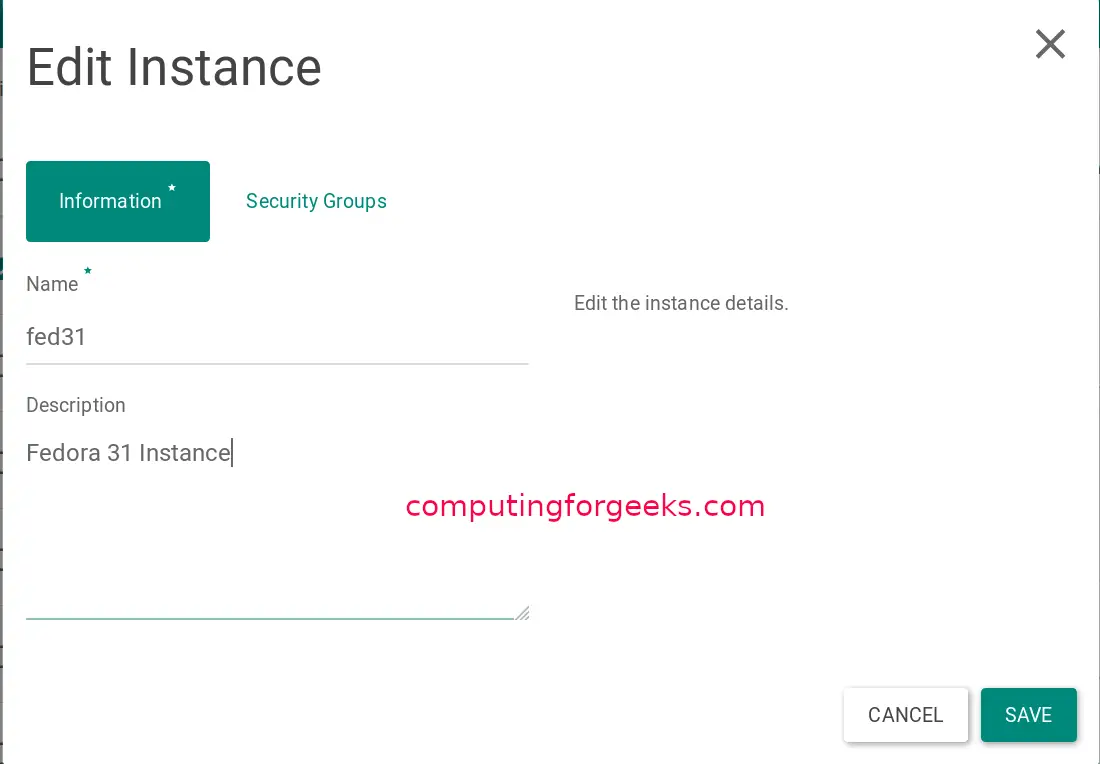 Edit Instance
Information *
Security Groups
Name *
Edit the instance details.
fed31
Description
Fedora 31 Instance
computingforgeeks.com
CANCEL
SAVE